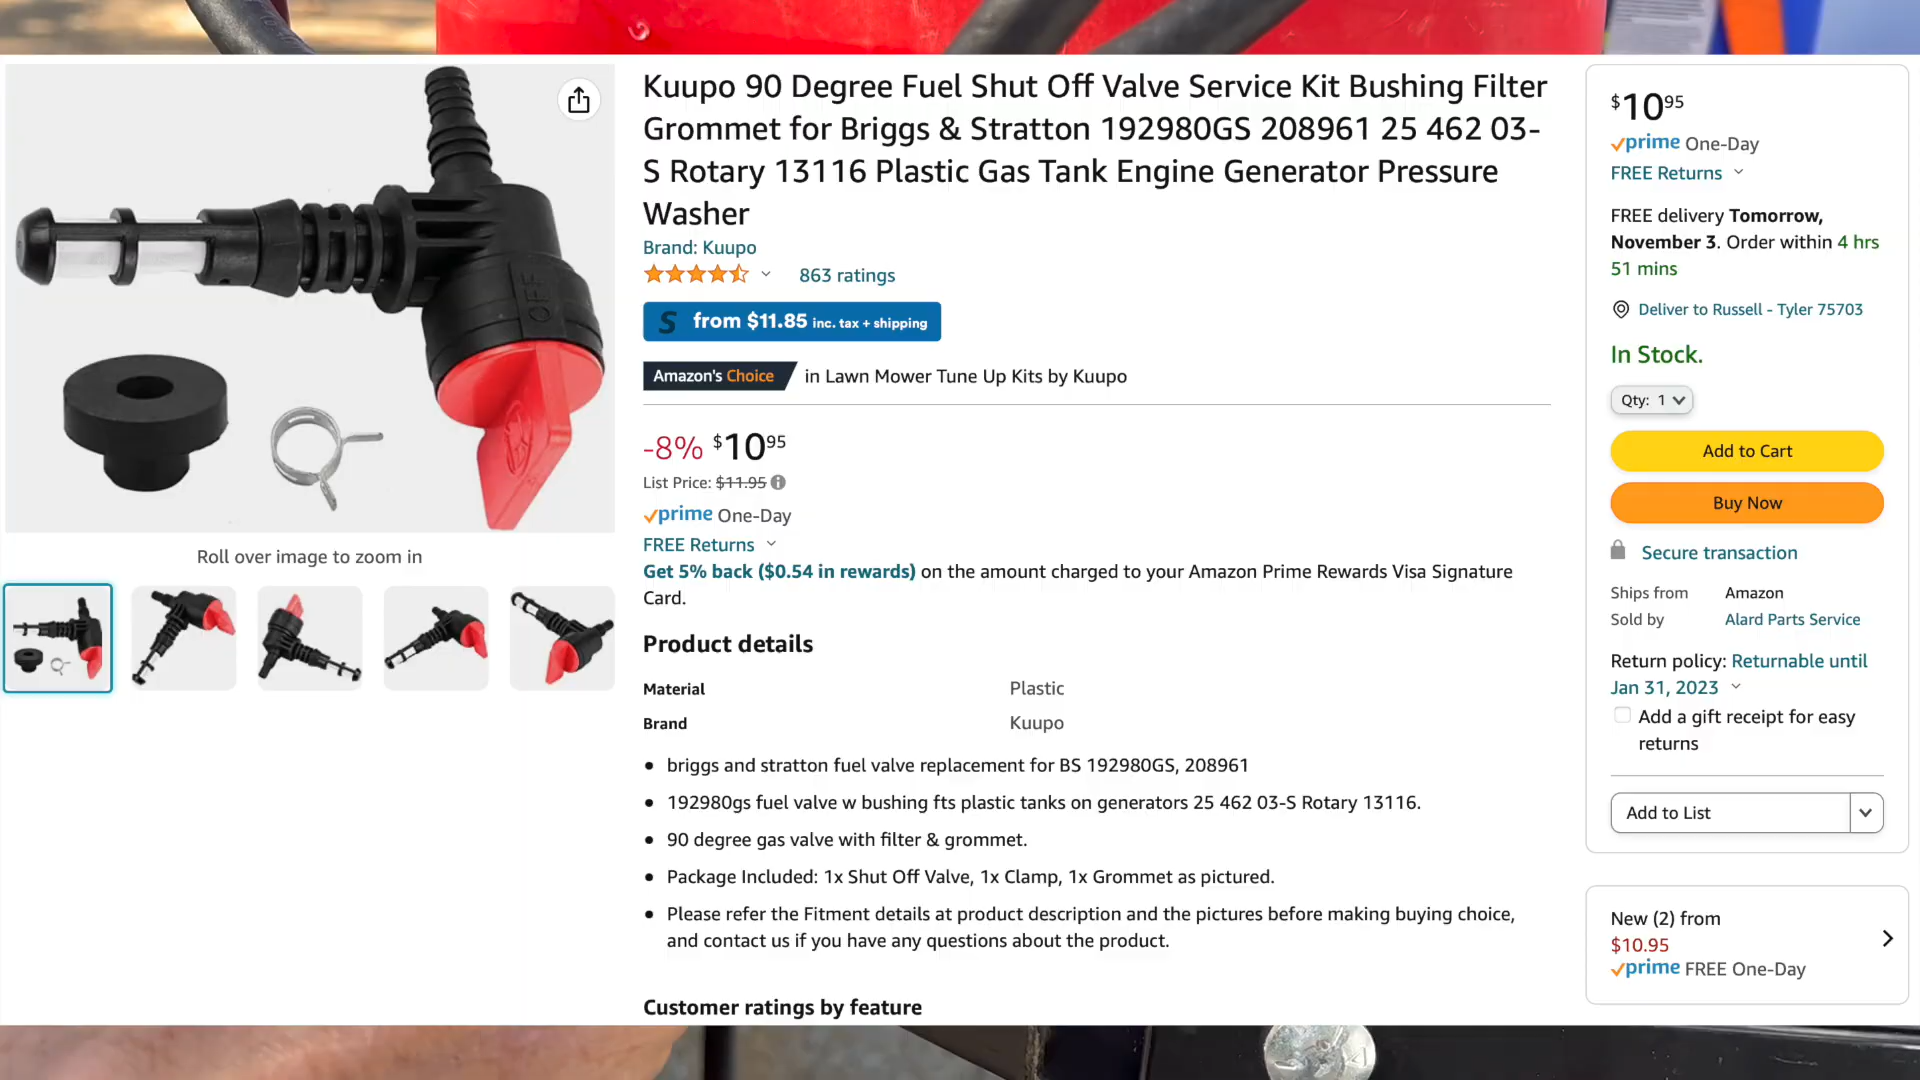 Kuupo 90 Degree Fuel Shut Off Valve Service Kit Bushing Filter
Grommet for Briggs & Stratton 192980GS 208961 25 462 03-
S Rotary 13116 Plastic Gas Tank Engine Generator Pressure
Washer
Brand: Kuupo
863 ratings
S from $11.85 inc. tax + shipping
Amazon's Choice in Lawn Mower Tune Up Kits by Kuupo
-8% $10 95
List Price: $11.95
prime One-Day
FREE Returns
Get 5% back ($0.54 in rewards) on the amount charged to your Amazon Prime Rewards Visa Signature
Card.
Product details
Material Plastic
Brand Kuupo
briggs and stratton fuel valve replacement for BS 192980GS, 208961
192980gs fuel valve w bushing fts plastic tanks on generators 25 462 03-S Rotary 13116.
90 degree gas valve with filter & grommet.
Package Included: 1x Shut Off Valve, 1x Clamp, 1x Grommet as pictured.
Please refer the Fitment details at product description and the pictures before making buying choice,
and contact us if you have any questions about the product.
Customer ratings by feature
OFF
Roll over image to zoom in
$10 95
prime One-Day
FREE Returns
FREE delivery Tomorrow,
November 3. Order within 4 hrs
51 mins
Deliver to Russell - Tyler 75703
In Stock.
Qty: 1
Add to Cart
Buy Now
Secure transaction
Ships from Amazon
Sold by Alard Parts Service
Return policy: Returnable until
Jan 31, 2023
Add a gift receipt for easy
returns
Add to List
New (2) from
$10.95
prime FREE One-Day